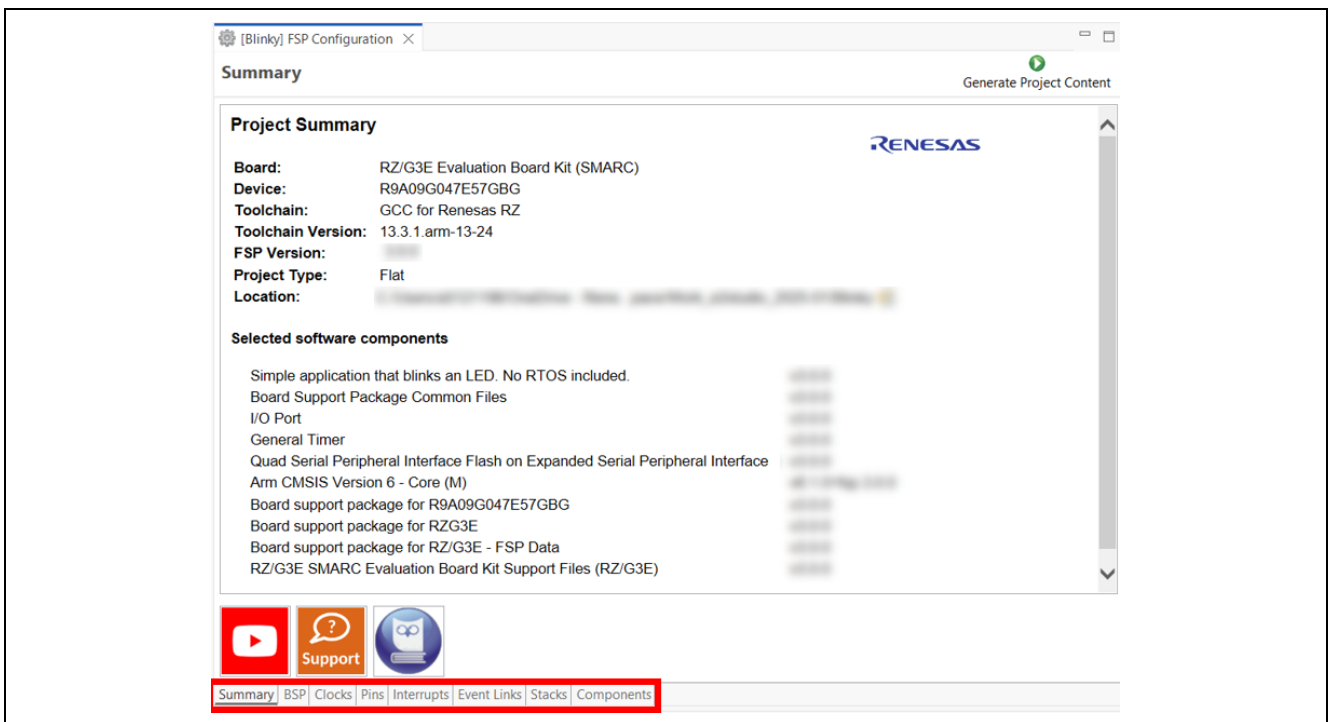 [Blinky] FSP Configuration
Summary
Generate Project Content
Project Summary
RENESAS
Board: RZ/G3E Evaluation Board Kit (SMARC)
Device: R9A09G047E57GBG
Toolchain: GCC for Renesas RZ
Toolchain Version: 13.3.1.arm-13-24
FSP Version:
Project Type: Flat
Location:
Selected software components
Simple application that blinks an LED. No RTOS included.
Board Support Package Common Files
I/O Port
General Timer
Quad Serial Peripheral Interface Flash on Expanded Serial Peripheral Interface
Arm CMSIS Version 6 - Core (M)
Board support package for R9A09G047E57GBG
Board support package for RZG3E
Board support package for RZ/G3E - FSP Data
RZ/G3E SMARC Evaluation Board Kit Support Files (RZ/G3E)
Support
Summary BSP Clocks Pins Interrupts Event Links Stacks Components